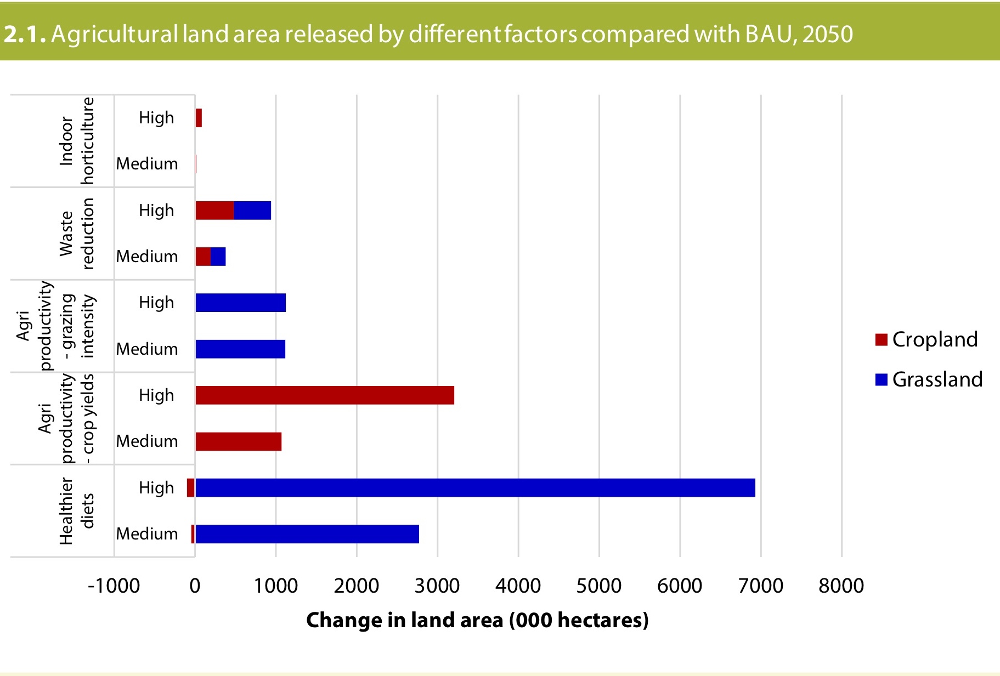 2.1. Agricultural land area released by different factors compared with BAU, 2050
Indoor
horticulture
High
Medium
Waste
reduction
High
Medium
Agri
productivity
- grazing
intensity
High
Medium
Agri
productivity
- crop yields
High
Medium
Healthier
diets
High
Medium
Cropland
Grassland
-1000 0 1000 2000 3000 4000 5000 6000 7000 8000
Change in land area (000 hectares)